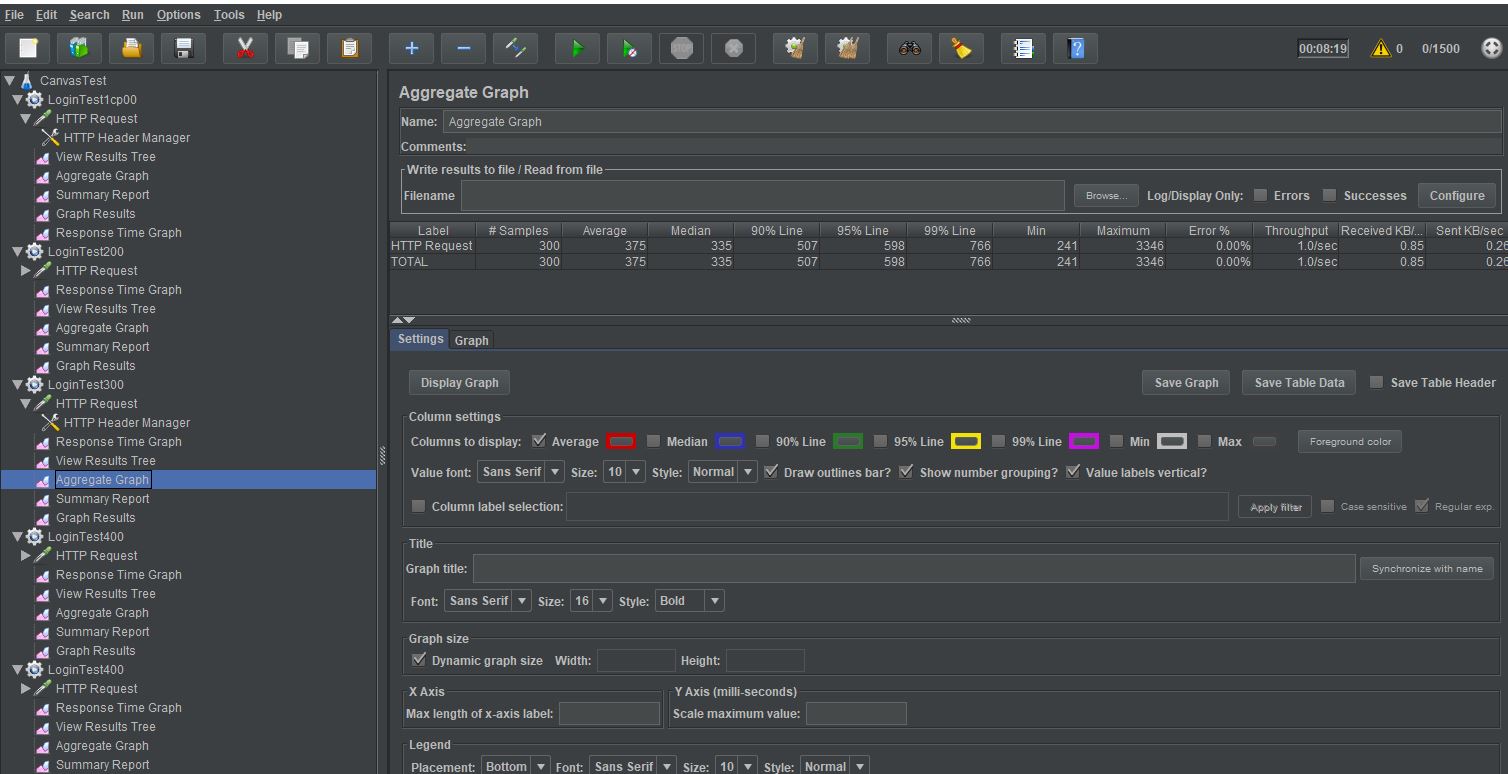 File Edit Search Run Options Tools Help
STOP 00:08:19 0 0/1500
CanvasTest
LoginTest1cp00
HTTP Request
HTTP Header Manager
View Results Tree
Aggregate Graph
Summary Report
Graph Results
Response Time Graph
LoginTest200
HTTP Request
Response Time Graph
View Results Tree
Aggregate Graph
Summary Report
Graph Results
LoginTest300
HTTP Request
HTTP Header Manager
Response Time Graph
View Results Tree
Aggregate Graph
Summary Report
Graph Results
LoginTest400
HTTP Request
Response Time Graph
View Results Tree
Aggregate Graph
Summary Report
Graph Results
LoginTest400
HTTP Request
Response Time Graph
View Results Tree
Aggregate Graph
Summary Report
Aggregate Graph
Name: Aggregate Graph
Comments:
Write results to file / Read from file
Filename Browse... Log/Display Only: Errors Successes Configure
Label # Samples Average Median 90% Line 95% Line 99% Line Min Maximum Error % Throughput Received KB/... Sent KB/sec
HTTP Request 300 375 335 507 598 766 241 3346 0.00% 1.0/sec 0.85 0.26
TOTAL 300 375 335 507 598 766 241 3346 0.00% 1.0/sec 0.85 0.26
Settings Graph
Display Graph Save Graph Save Table Data Save Table Header
Column settings
Columns to display: Average Median 90% Line 95% Line 99% Line Min Max Foreground color
Value font: Sans Serif Size: 10 Style: Normal Draw outlines bar? Show number grouping? Value labels vertical?
Column label selection: Apply filter Case sensitive Regular exp.
Title
Graph title: Synchronize with name
Font: Sans Serif Size: 16 Style: Bold
Graph size
Dynamic graph size Width: Height:
X Axis Y Axis (milli-seconds)
Max length of x-axis label: Scale maximum value:
Legend
Placement: Bottom Font: Sans Serif Size: 10 Style: Normal